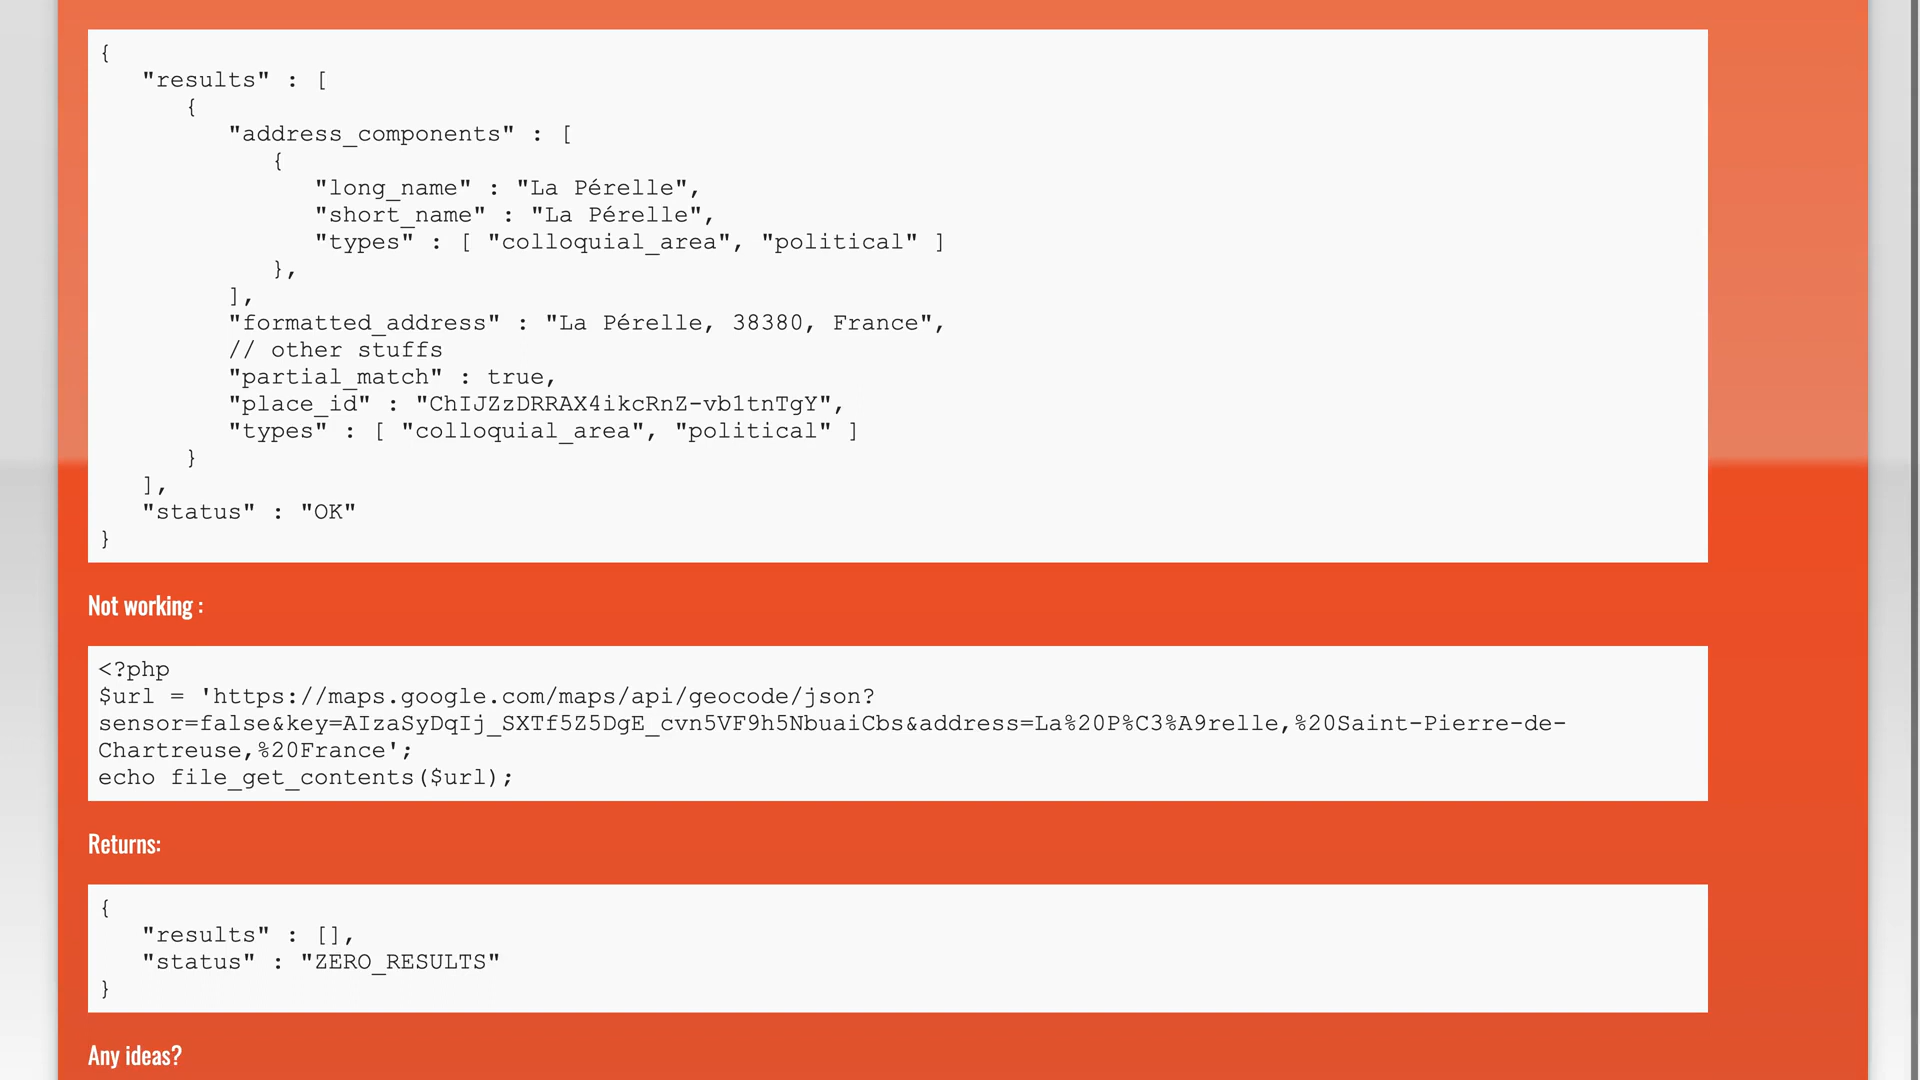 {
   "results" : [
      {
         "address_components" : [
            {
               "long_name" : "La Pérelle",
               "short_name" : "La Pérelle",
               "types" : [ "colloquial_area", "political" ]
            },
         ],
         "formatted_address" : "La Pérelle, 38380, France",
         // other stuffs
         "partial_match" : true,
         "place_id" : "ChIJZzDRRAX4ikcRnZ-vb1tnTgY",
         "types" : [ "colloquial_area", "political" ]
      }
   ],
   "status" : "OK"
}
Not working :
<?php
$url = 'https://maps.google.com/maps/api/geocode/json?
sensor=false&key=AIzaSyDqIj_SXTf5Z5DgE_cvn5VF9h5NbuaiCbs&address=La%20P%C3%A9relle,%20Saint-Pierre-de-
Chartreuse,%20France';
echo file_get_contents($url);
Returns:
{
   "results" : [],
   "status" : "ZERO_RESULTS"
}
Any ideas?